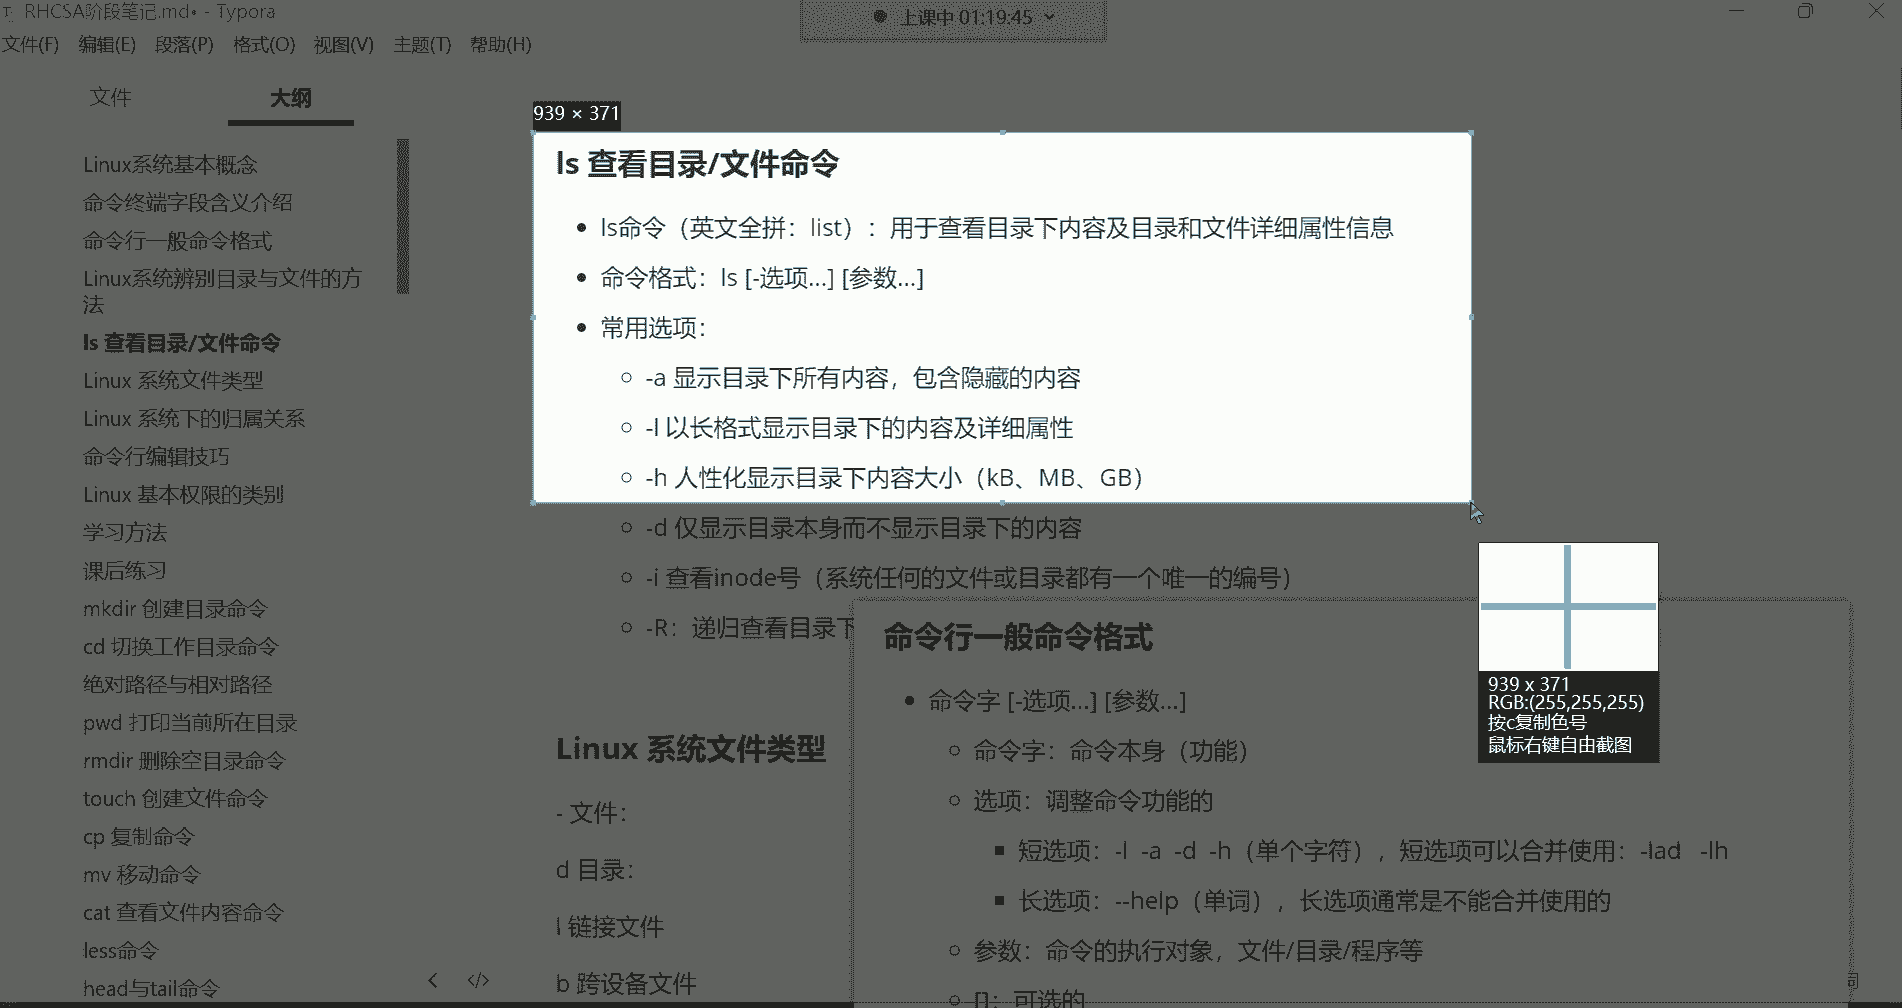 RHCSA阶段笔记.md• - Typora
上课中 01:19:45
文件(F) 编辑(E) 段落(P) 格式(O) 视图(V) 主题(T) 帮助(H)
文件 大纲
Linux系统基本概念
命令终端字段含义介绍
命令行一般命令格式
Linux系统辨别目录与文件的方
法
ls 查看目录/文件命令
Linux 系统文件类型
Linux 系统下的归属关系
命令行编辑技巧
Linux 基本权限的类别
学习方法
课后练习
mkdir 创建目录命令
cd 切换工作目录命令
绝对路径与相对路径
pwd 打印当前所在目录
rmdir 删除空目录命令
touch 创建文件命令
cp 复制命令
mv 移动命令
cat 查看文件内容命令
less命令
head与tail命令
939 × 371
ls 查看目录/文件命令
ls命令（英文全拼：list）：用于查看目录下内容及目录和文件详细属性信息
命令格式：ls [-选项...] [参数...]
常用选项：
-a 显示目录下所有内容，包含隐藏的内容
-l 以长格式显示目录下的内容及详细属性
-h 人性化显示目录下内容大小（kB、MB、GB）
-d 仅显示目录本身而不显示目录下的内容
-i 查看inode号（系统任何的文件或目录都有一个唯一的编号）
-R：递归查看目录下
Linux 系统文件类型
- 文件：
d 目录：
l 链接文件
b 跨设备文件
命令行一般命令格式
命令字 [-选项...] [参数...]
命令字：命令本身（功能）
选项：调整命令功能的
短选项：-l -a -d -h（单个字符），短选项可以合并使用：-lad -lh
长选项：--help（单词），长选项通常是不能合并使用的
参数：命令的执行对象，文件/目录/程序等
[]：可选的
939 x 371
RGB:(255,255,255)
按c复制色号
鼠标右键自由截图